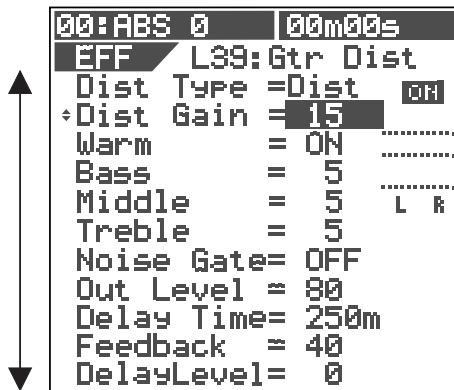 00:ABS 0 00m00s
EFF L39:Gtr Dist
Dist Type =Dist ON
Dist Gain = 15
Warm = ON
Bass = 5
Middle = 5 L R
Treble = 5
Noise Gate= OFF
Out Level = 80
Delay Time= 250m
Feedback = 40
DelayLevel= 0